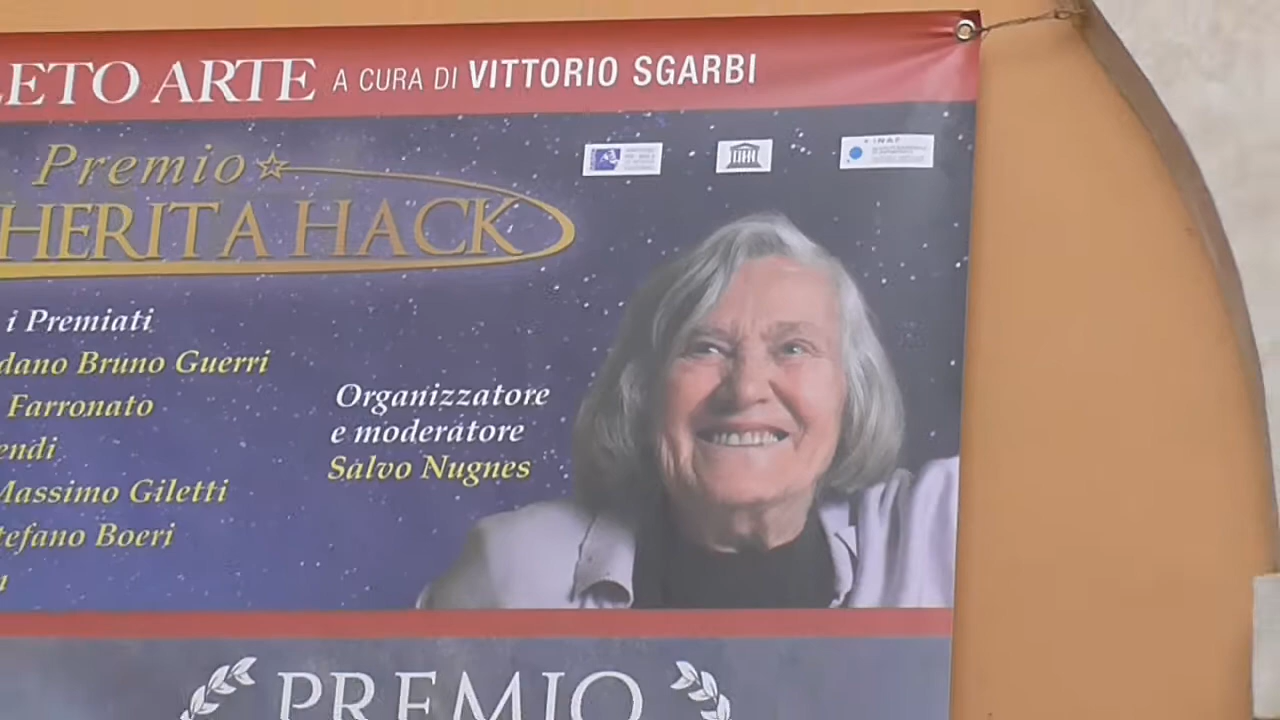 LETO ARTE A CURA DI VITTORIO SGARBI
Premio
HERITA HACK
i Premiati
dano Bruno Guerri
Farronato
endi
Massimo Giletti
tefano Boeri
Organizzatore
e moderatore
Salvo Nugnes
INAF
PREMIO